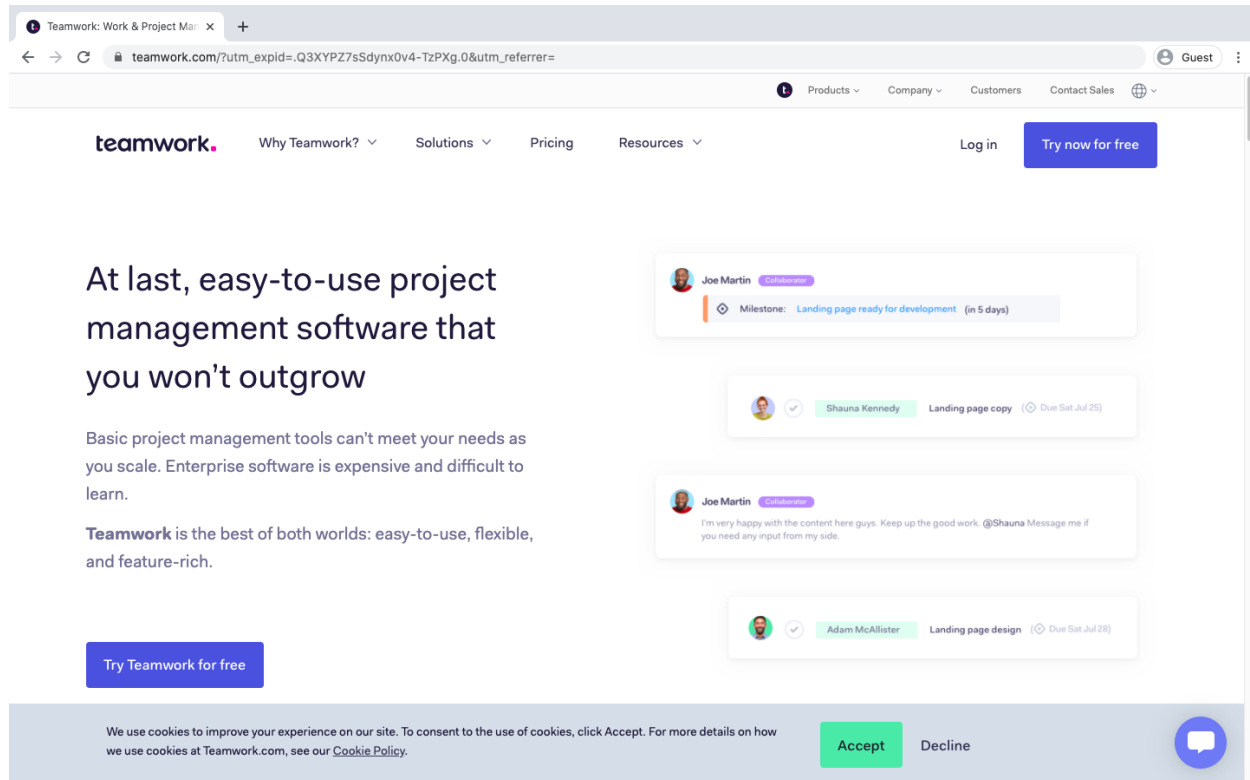 Teamwork: Work & Project Man
teamwork.com/?utm_expid=.Q3XYPZ7sSdynx0v4-TzPXg.0&utm_referrer=
Guest
t. Products Company Customers Contact Sales
teamwork. Why Teamwork? Solutions Pricing Resources Log in Try now for free
At last, easy-to-use project
management software that
you won't outgrow
Basic project management tools can't meet your needs as
you scale. Enterprise software is expensive and difficult to
learn.
Teamwork is the best of both worlds: easy-to-use, flexible,
and feature-rich.
Try Teamwork for free
Joe Martin Collaborator
Milestone: Landing page ready for development (in 5 days)
Shauna Kennedy Landing page copy (Due Sat Jul 25)
Joe Martin Collaborator
I'm very happy with the content here guys. Keep up the good work. @Shauna Message me if
you need any input from my side.
Adam McAllister Landing page design (Due Sat Jul 28)
We use cookies to improve your experience on our site. To consent to the use of cookies, click Accept. For more details on how
we use cookies at Teamwork.com, see our Cookie Policy.
Accept Decline